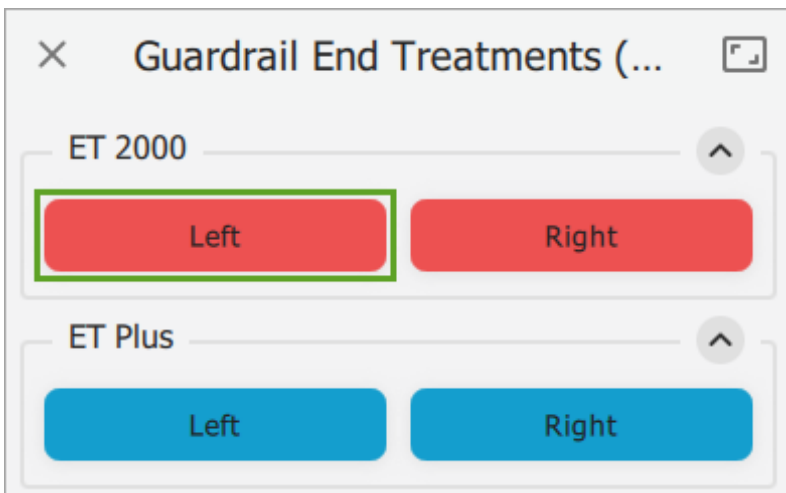 Guardrail End Treatments (...
ET 2000
Left Right
ET Plus
Left Right